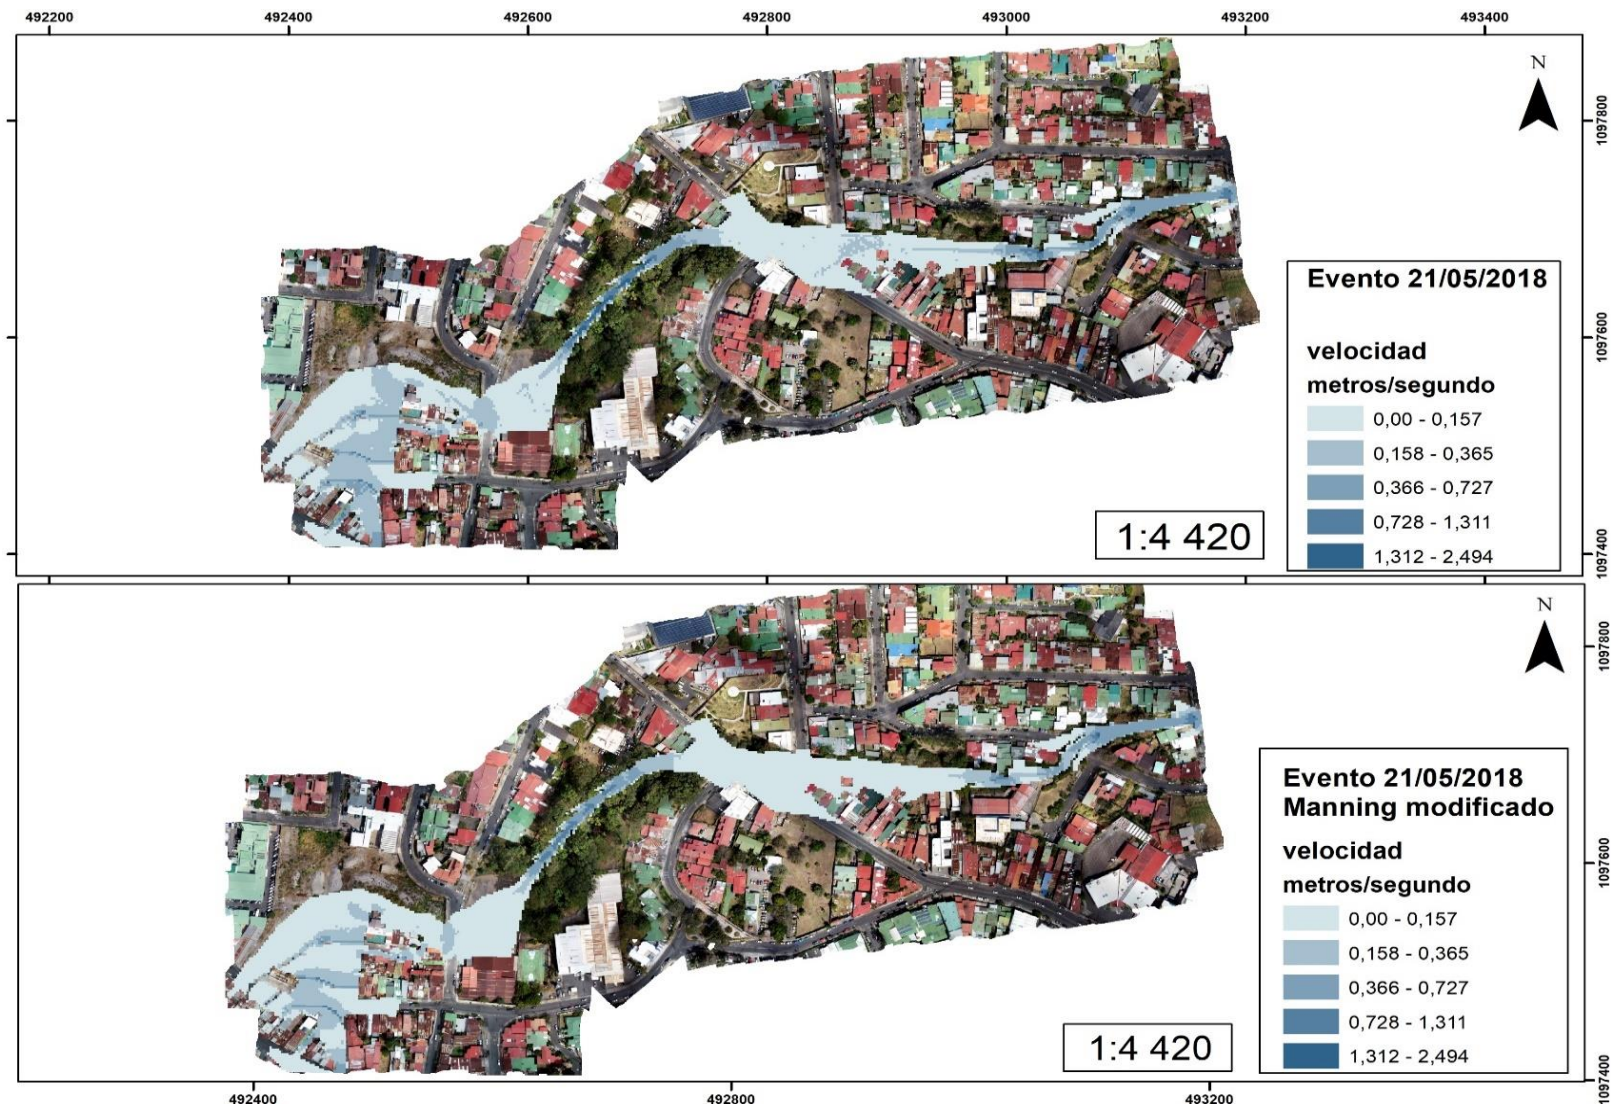 492200 492400 492600 492800 493000 493200 493400
N
1097800
Evento 21/05/2018
1097600
velocidad
metros/segundo
0,00 - 0,157
0,158 - 0,365
0,366 - 0,727
0,728 - 1,311
1:4 420
1,312 - 2,494
1097400
N
1097800
Evento 21/05/2018
Manning modificado
velocidad
1097600
metros/segundo
0,00 - 0,157
0,158 - 0,365
0,366 - 0,727
0,728 - 1,311
1:4 420
1,312 - 2,494
1097400
492400 492800 493200